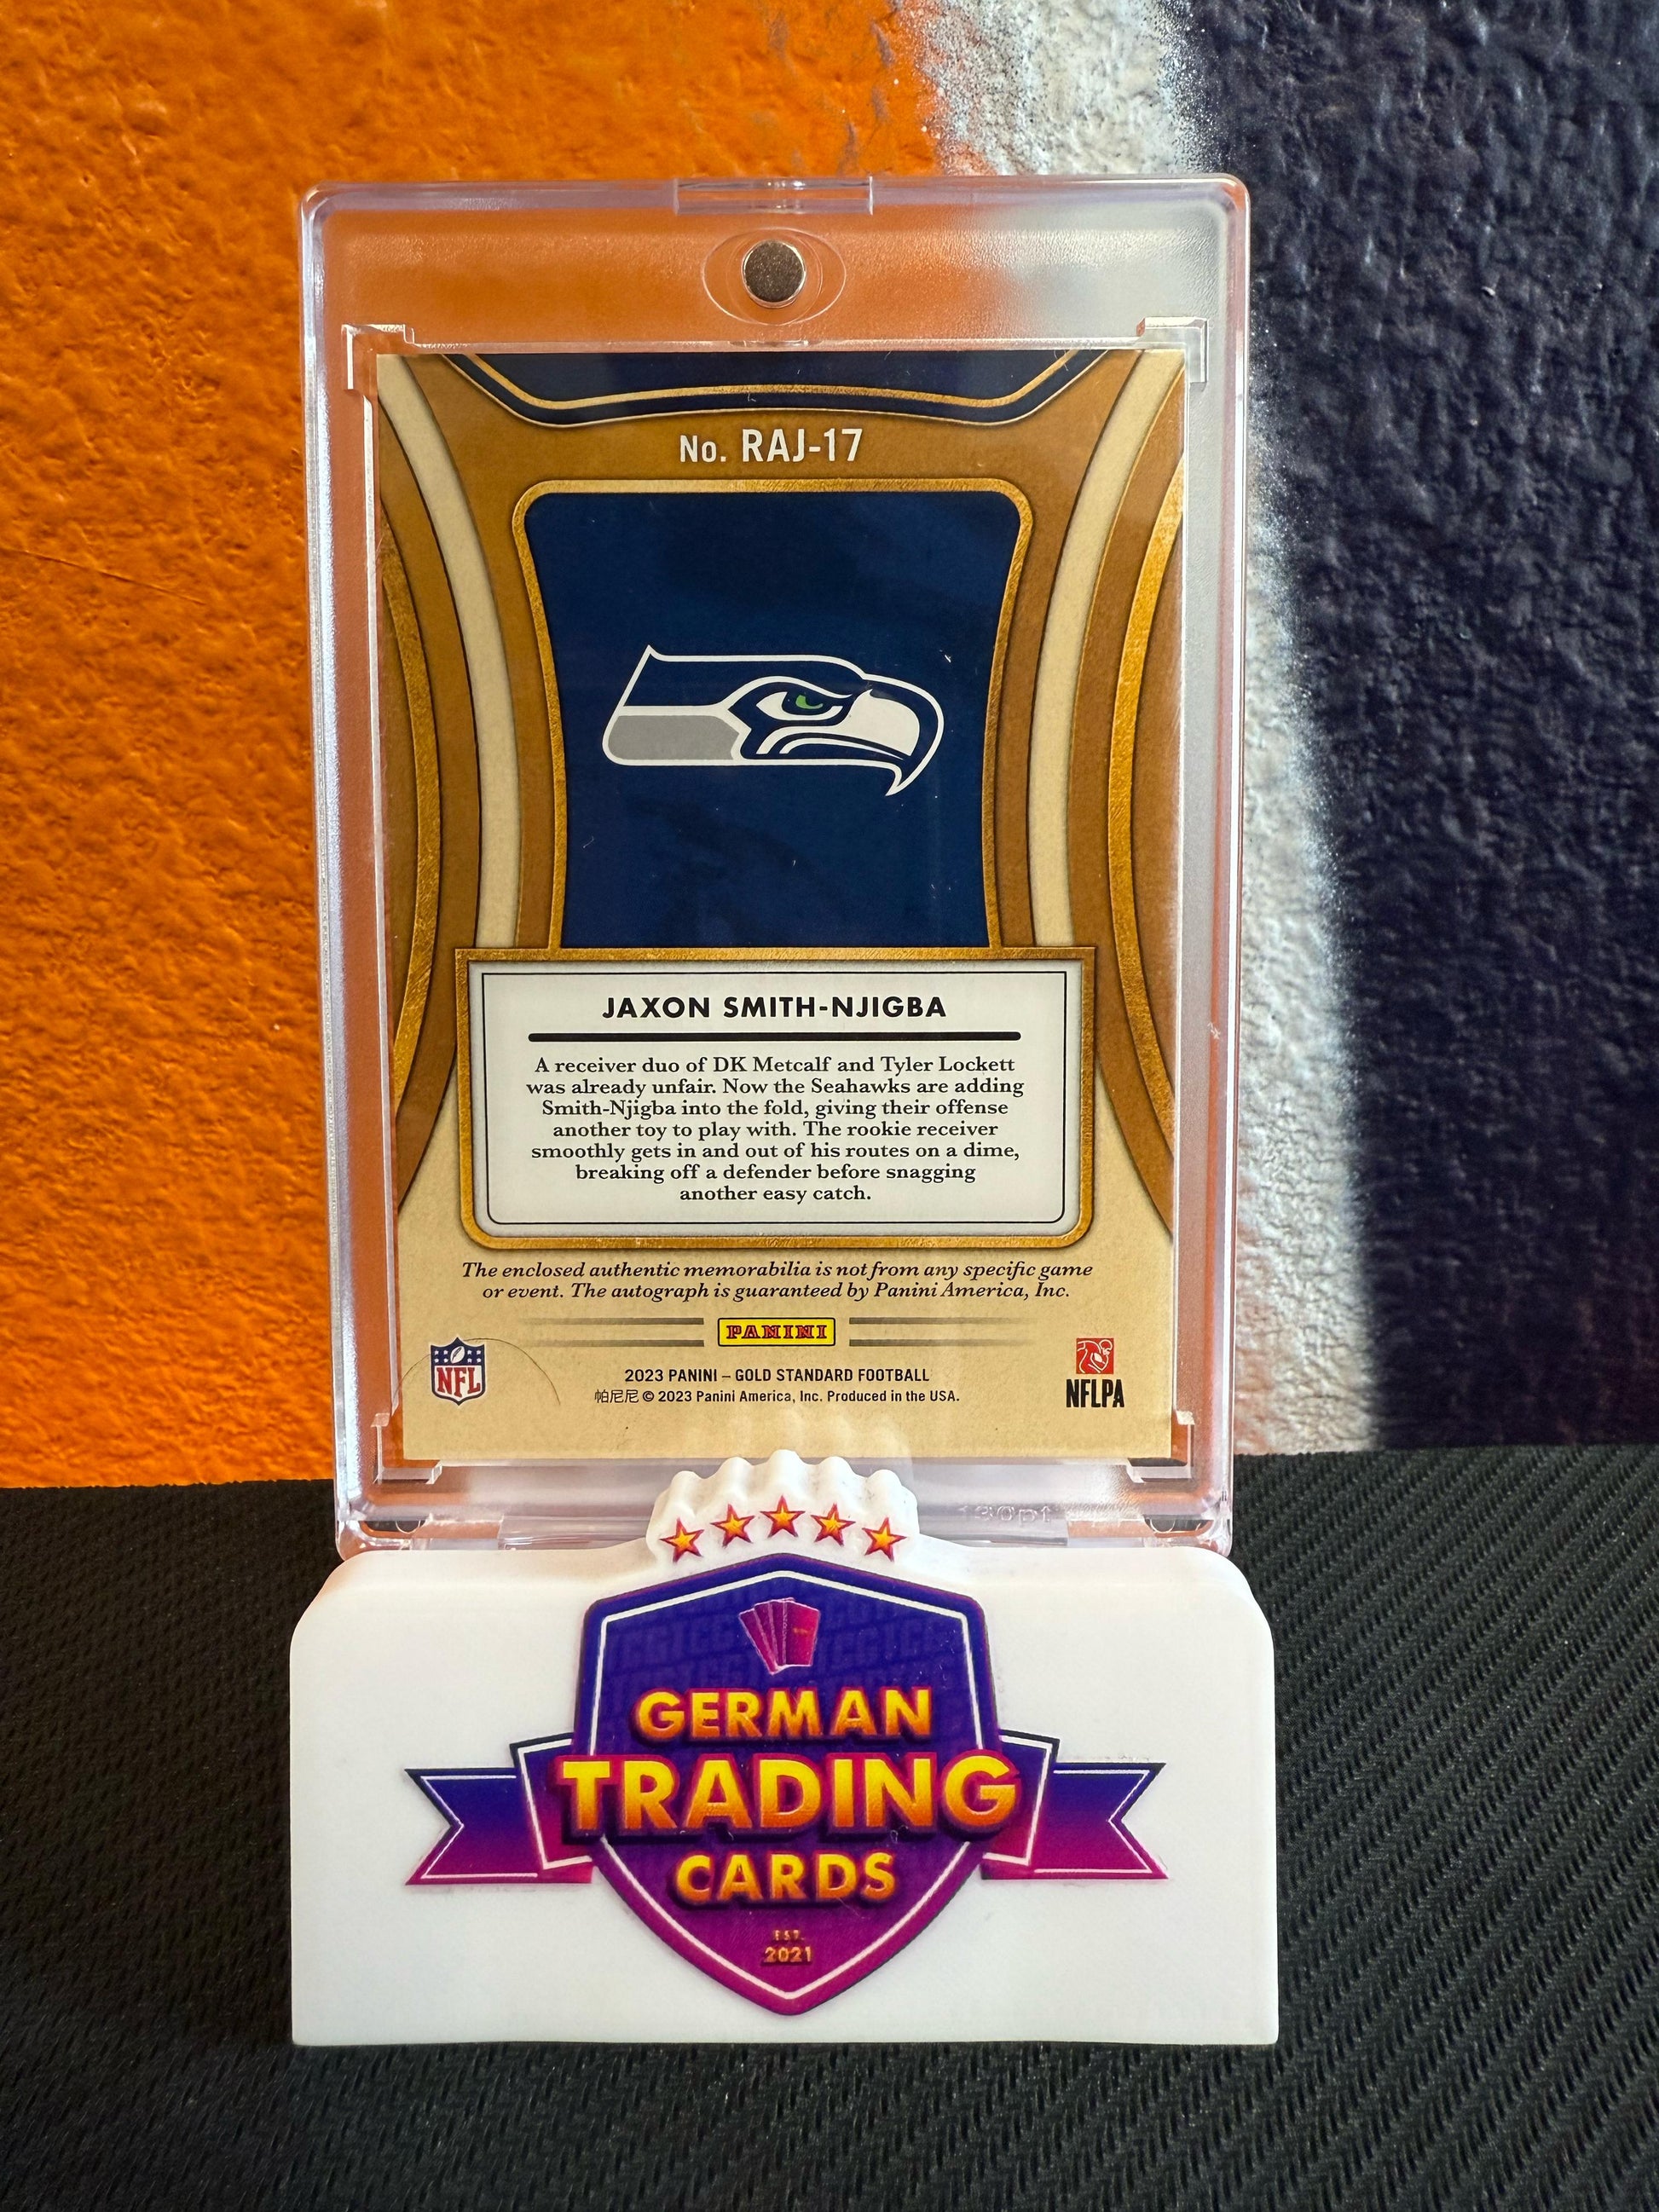 No. RAJ-17
JAXON SMITH-NJIGBA
A receiver duo of DK Metcalf and Tyler Lockett
was already unfair. Now the Seahawks are adding
Smith-Njigba into the fold, giving their offense
another toy to play with. The rookie receiver
smoothly gets in and out of his routes on a dime,
breaking off a defender before snagging
another easy catch.
The enclosed authentic memorabilia is not from any specific game
or event. The autograph is guaranteed by Panini America, Inc.
PANINI
NFL
2023 PANINI – GOLD STANDARD FOOTBALL
帕尼尼 © 2023 Panini America, Inc. Produced in the USA.
NFLPA
130pt
GERMAN
TRADING
CARDS
EST.
2021